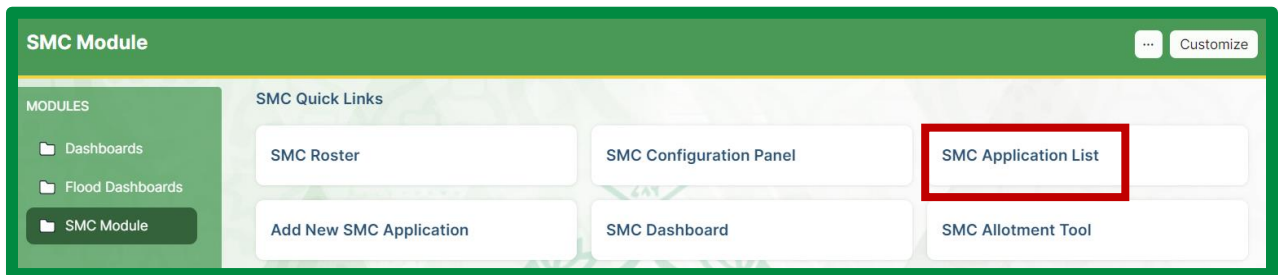 SMC Module
... Customize
MODULES
Dashboards
Flood Dashboards
SMC Module
SMC Quick Links
SMC Roster
SMC Configuration Panel
SMC Application List
Add New SMC Application
SMC Dashboard
SMC Allotment Tool